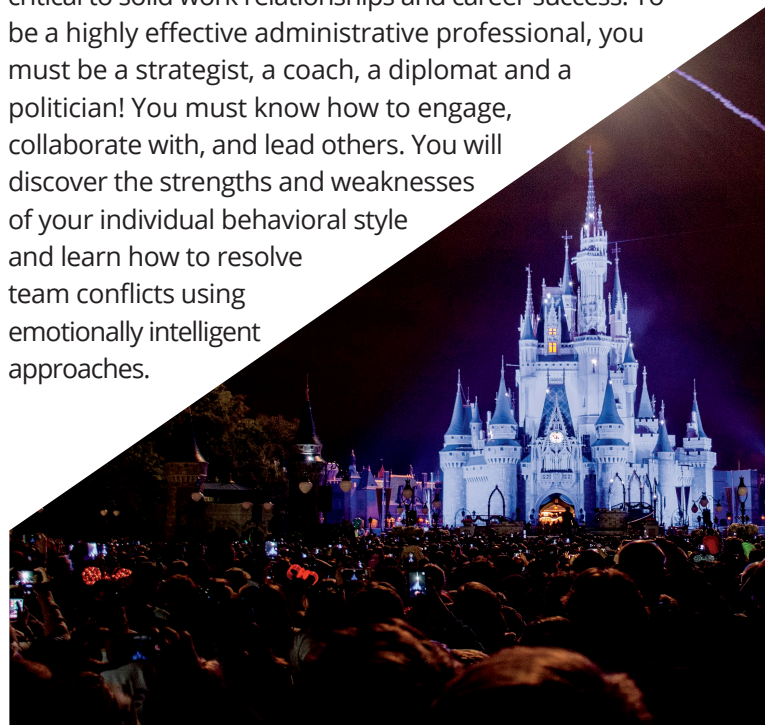 critical to solid work relationships and career success. To
be a highly effective administrative professional, you
must be a strategist, a coach, a diplomat and a
politician! You must know how to engage,
collaborate with, and lead others. You will
discover the strengths and weaknesses
of your individual behavioral style
and learn how to resolve
team conflicts using
emotionally intelligent
approaches.